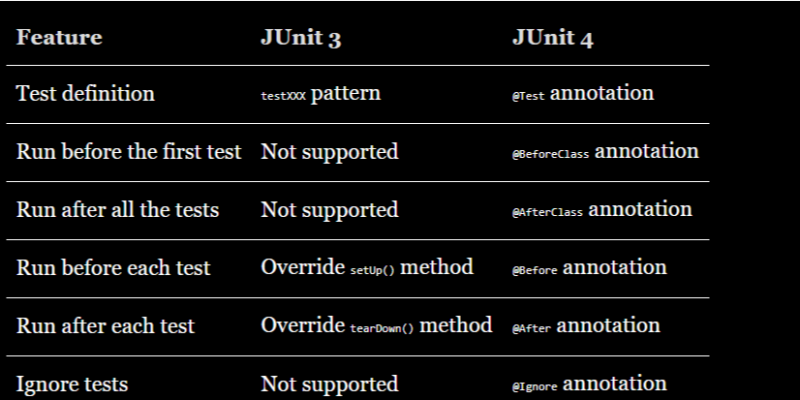 Feature JUnit 3 JUnit 4
Test definition testXXX pattern @Test annotation
Run before the first test Not supported @BeforeClass annotation
Run after all the tests Not supported @AfterClass annotation
Run before each test Override setUp() method @Before annotation
Run after each test Override tearDown() method @After annotation
Ignore tests Not supported @Ignore annotation